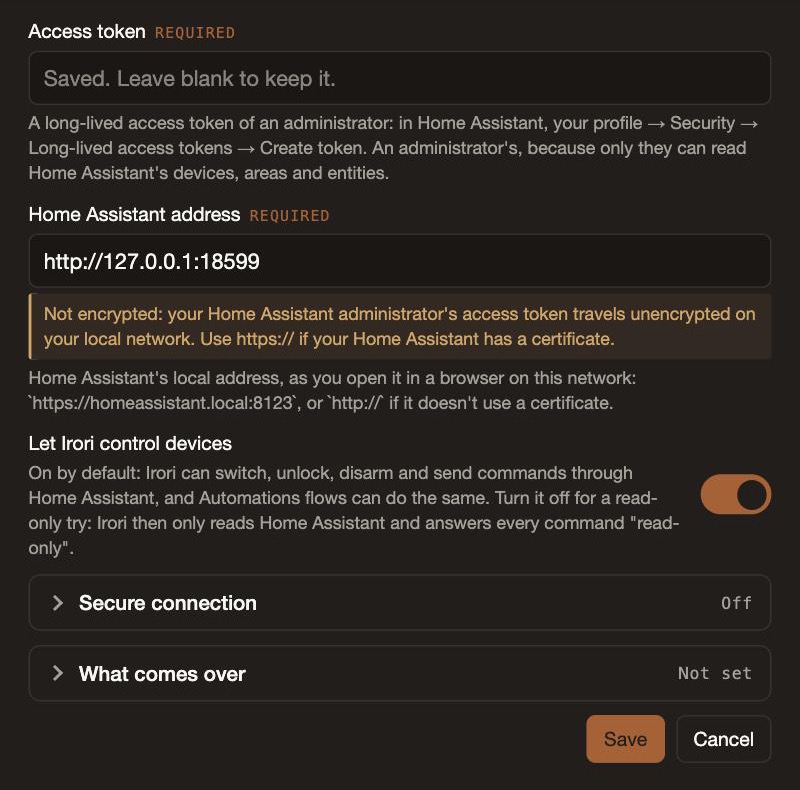 Access token REQUIRED
Saved. Leave blank to keep it.
A long-lived access token of an administrator: in Home Assistant, your profile → Security →
Long-lived access tokens → Create token. An administrator's, because only they can read
Home Assistant's devices, areas and entities.
Home Assistant address REQUIRED
http://127.0.0.1:18599
Not encrypted: your Home Assistant administrator's access token travels unencrypted on
your local network. Use https:// if your Home Assistant has a certificate.
Home Assistant's local address, as you open it in a browser on this network:
`https://homeassistant.local:8123`, or `http://` if it doesn't use a certificate.
Let Irori control devices
On by default: Irori can switch, unlock, disarm and send commands through
Home Assistant, and Automations flows can do the same. Turn it off for a read-
only try: Irori then only reads Home Assistant and answers every command "read-
only".
Secure connection Off
What comes over Not set
Save Cancel